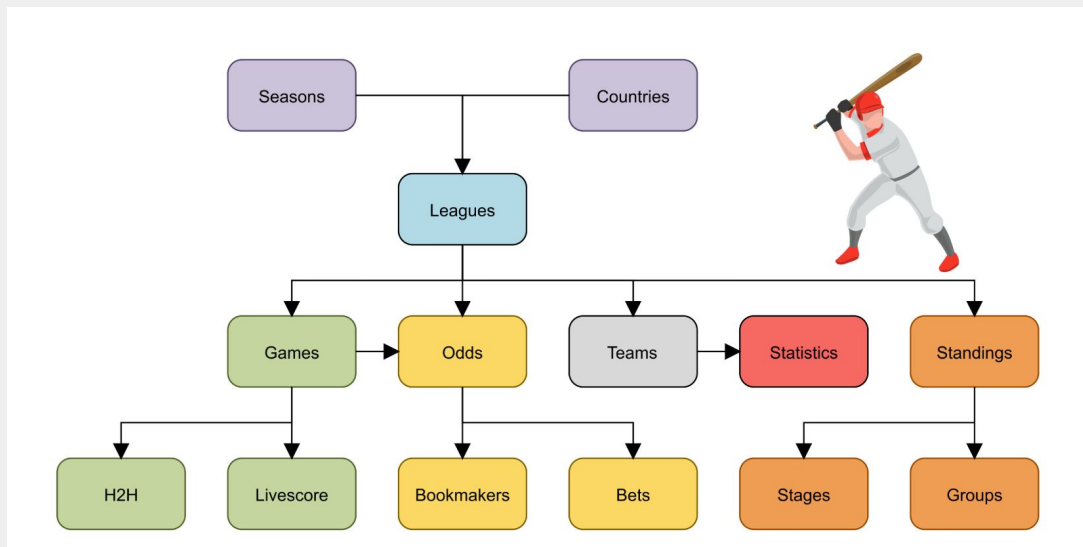 Seasons
Countries
Leagues
Games
Odds
Teams
Statistics
Standings
H2H
Livescore
Bookmakers
Bets
Stages
Groups